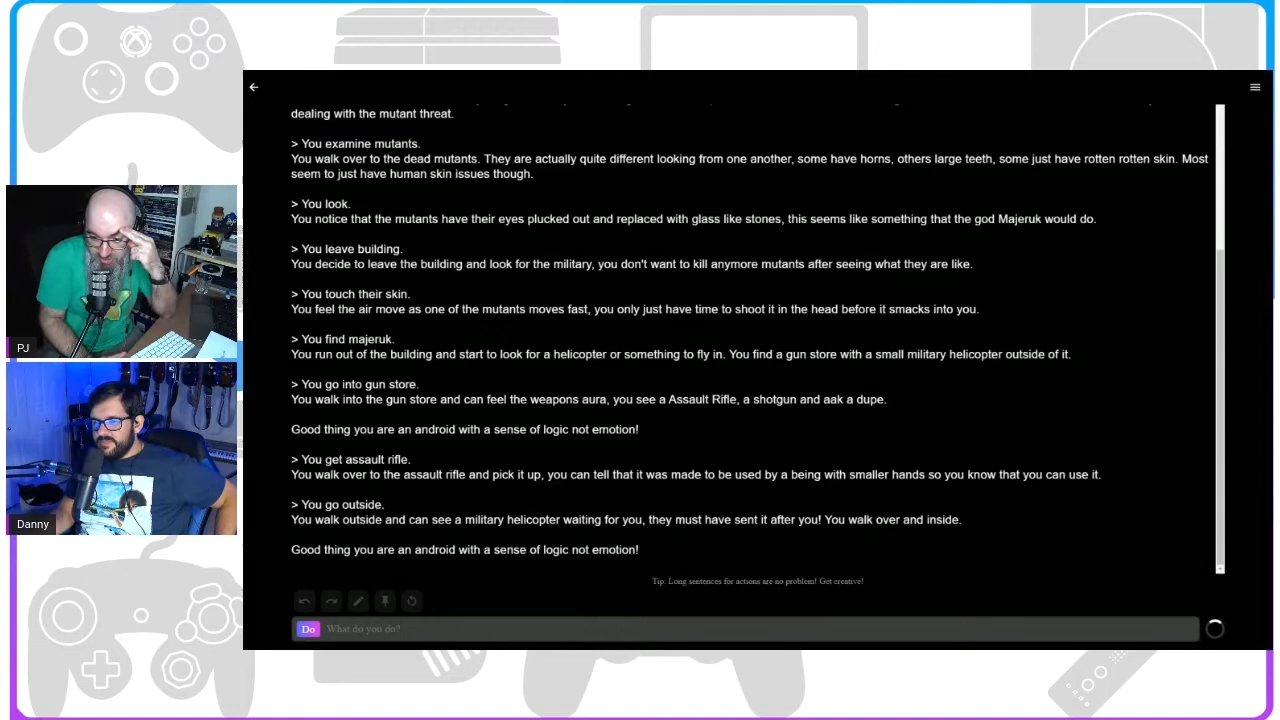 dealing with the mutant threat.
> You examine mutants.
You walk over to the dead mutants. They are actually quite different looking from one another, some have horns, others large teeth, some just have rotten rotten skin. Most
seem to just have human skin issues though.
> You look.
You notice that the mutants have their eyes plucked out and replaced with glass like stones, this seems like something that the god Majeruk would do.
> You leave building.
You decide to leave the building and look for the military, you don't want to kill anymore mutants after seeing what they are like.
> You touch their skin.
You feel the air move as one of the mutants moves fast, you only just have time to shoot it in the head before it smacks into you.
> You find majeruk.
You run out of the building and start to look for a helicopter or something to fly in. You find a gun store with a small military helicopter outside of it.
> You go into gun store.
You walk into the gun store and can feel the weapons aura, you see a Assault Rifle, a shotgun and aak a dupe.
Good thing you are an android with a sense of logic not emotion!
> You get assault rifle.
You walk over to the assault rifle and pick it up, you can tell that it was made to be used by a being with smaller hands so you know that you can use it.
> You go outside.
You walk outside and can see a military helicopter waiting for you, they must have sent it after you! You walk over and inside.
Good thing you are an android with a sense of logic not emotion!
Tip: Long sentences for actions are no problem! Get creative!
Do What do you do?
PJ
Danny